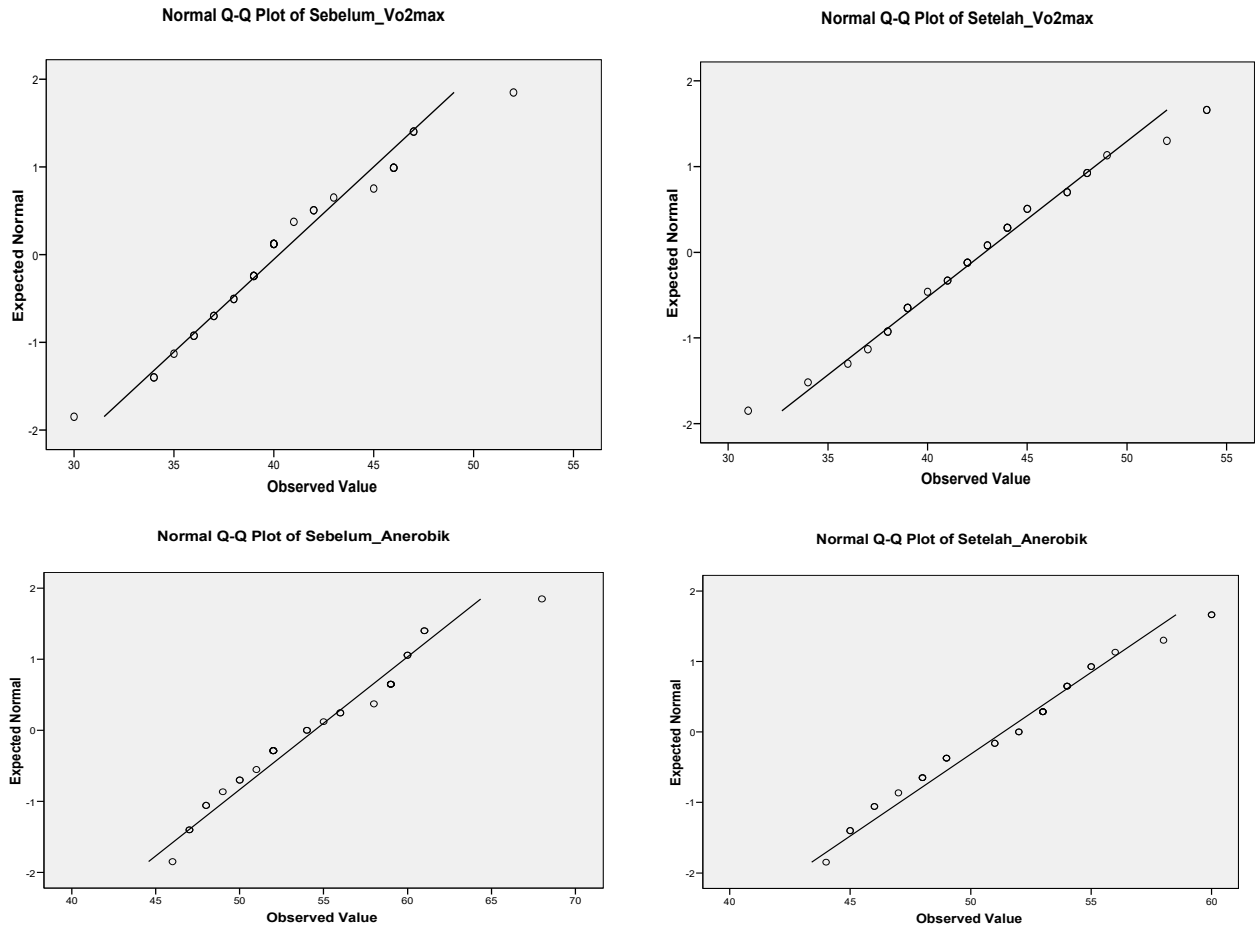 Normal Q-Q Plot of Sebelum_Vo2max
2
1
0
-1
-2
Expected Normal
30 35 40 45 50 55
Observed Value
Normal Q-Q Plot of Setelah_Vo2max
2
1
0
-1
-2
Expected Normal
30 35 40 45 50 55
Observed Value
Normal Q-Q Plot of Sebelum_Anerobik
2
1
0
-1
-2
Expected Normal
40 45 50 55 60 65 70
Observed Value
Normal Q-Q Plot of Setelah_Anerobik
2
1
0
-1
-2
Expected Normal
40 45 50 55 60
Observed Value